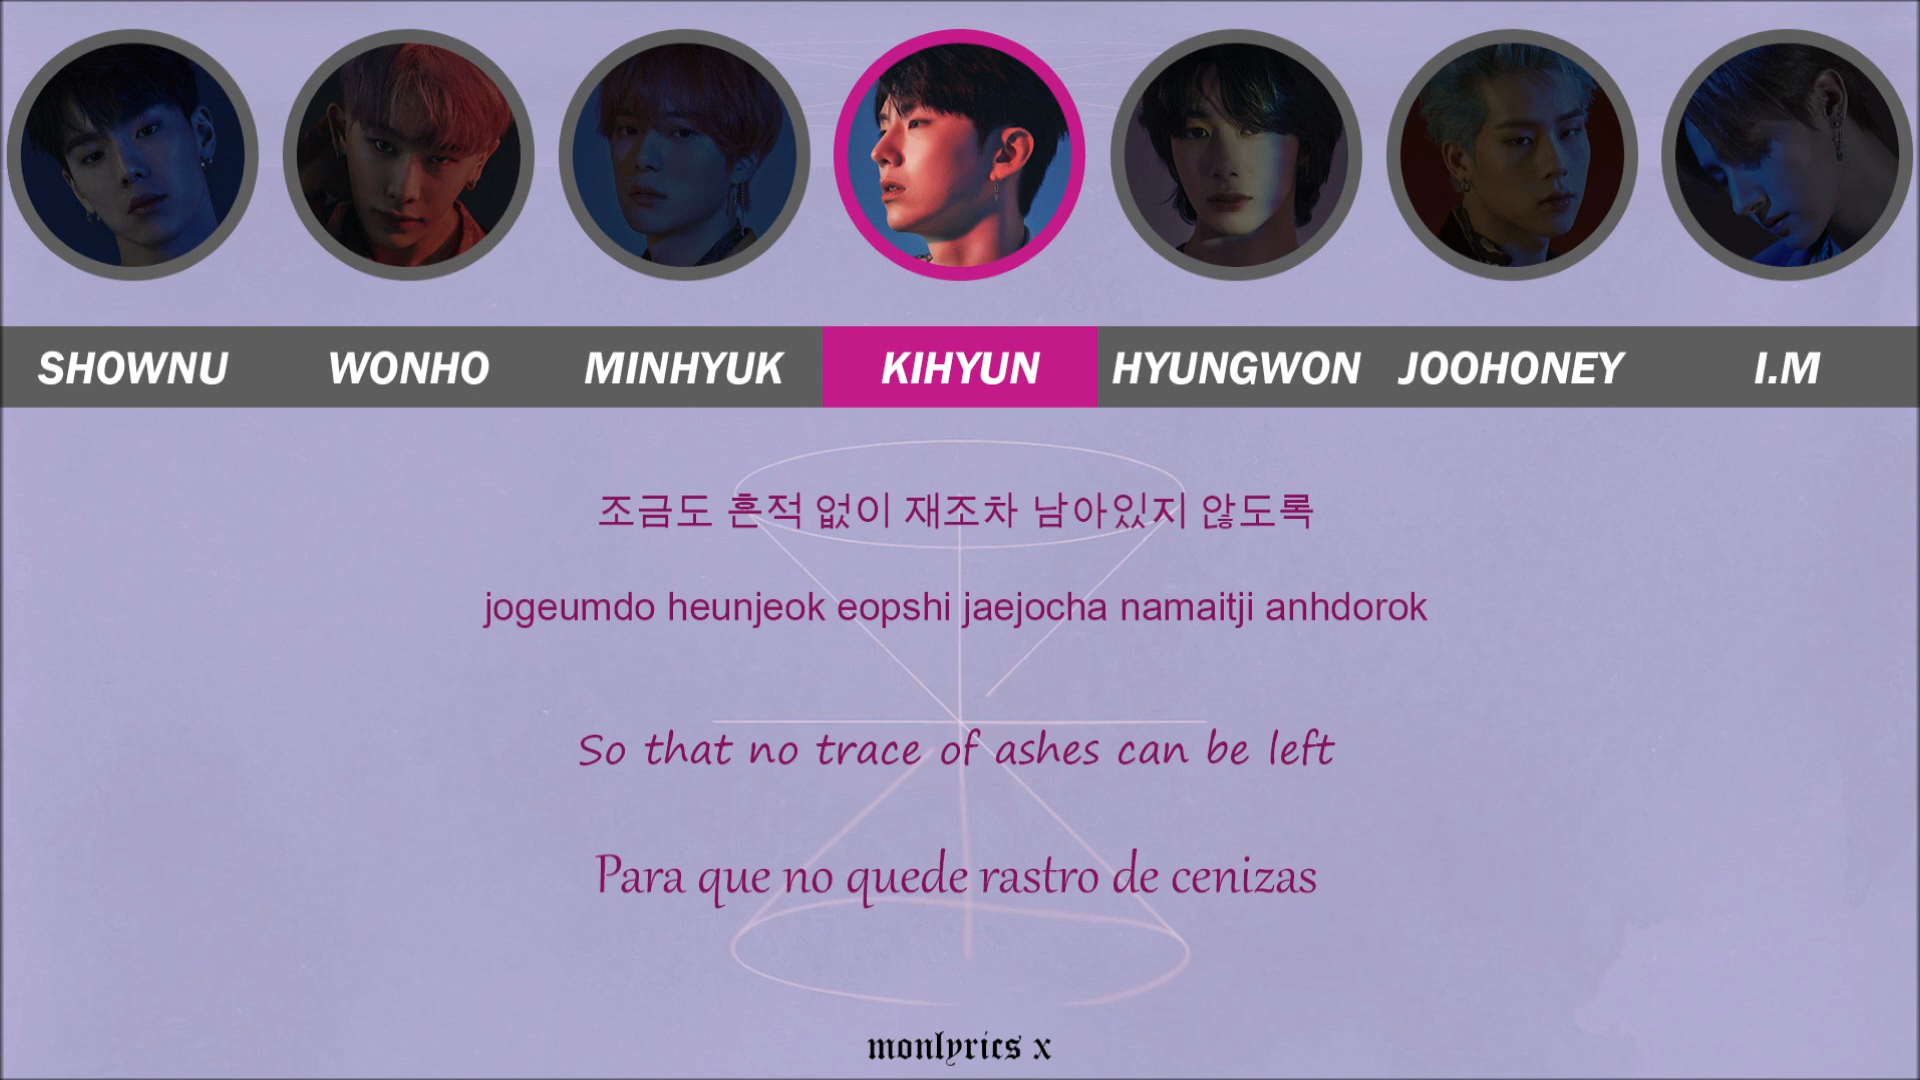 SHOWNU WONHO MINHYUK KIHYUN HYUNGWON JOOHONEY I.M
조금도 흔적 없이 재조차 남아있지 않도록
jogeumdo heunjeok eopshi jaejocha namaitji anhdorok
So that no trace of ashes can be left
Para que no quede rastro de cenizas
monlyrics x